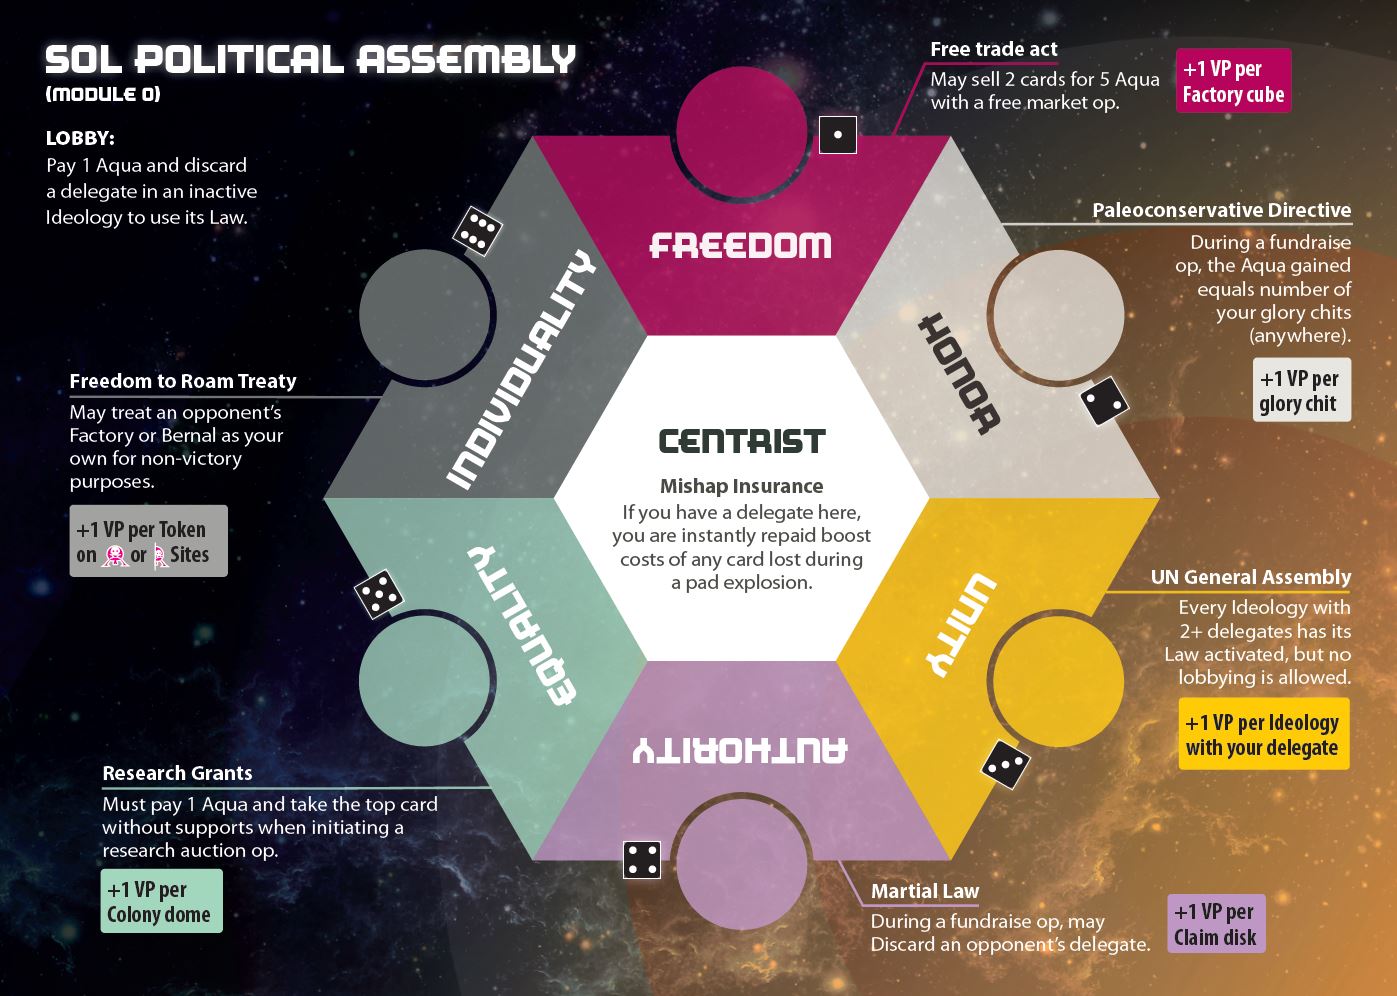 SOL POLITICAL ASSEMBLY
(MODULE 0)
LOBBY:
Pay 1 Aqua and discard
a delegate in an inactive
Ideology to use its Law.
Free trade act
May sell 2 cards for 5 Aqua
with a free market op.
+1 VP per
Factory cube
FREEDOM
Paleoconservative Directive
During a fundraise
op, the Aqua gained
equals number of
your glory chits
(anywhere).
+1 VP per
glory chit
HONOR
INDIVIDUALITY
Freedom to Roam Treaty
May treat an opponent's
Factory or Bernal as your
own for non-victory
purposes.
+1 VP per Token
on or Sites
CENTRIST
Mishap Insurance
If you have a delegate here,
you are instantly repaid boost
costs of any card lost during
a pad explosion.
UN General Assembly
Every Ideology with
2+ delegates has its
Law activated, but no
lobbying is allowed.
+1 VP per Ideology
with your delegate
UNITY
EQUALITY
AUTHORITY
Research Grants
Must pay 1 Aqua and take the top card
without supports when initiating a
research auction op.
+1 VP per
Colony dome
Martial Law
During a fundraise op, may
Discard an opponent's delegate.
+1 VP per
Claim disk